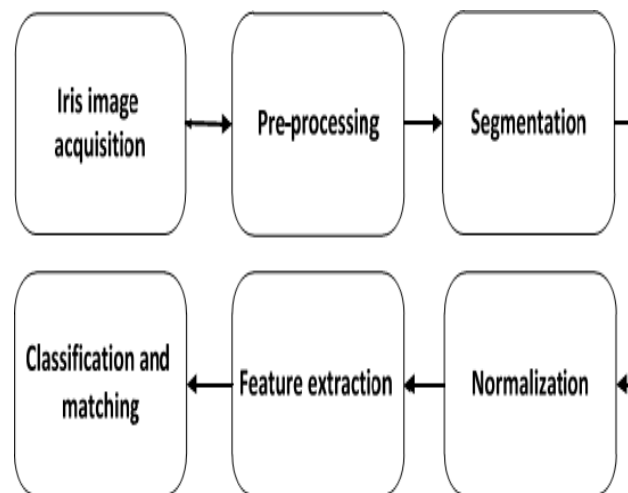 Iris image
acquisition
Pre-processing
Segmentation
Classification and
matching
Feature extraction
Normalization